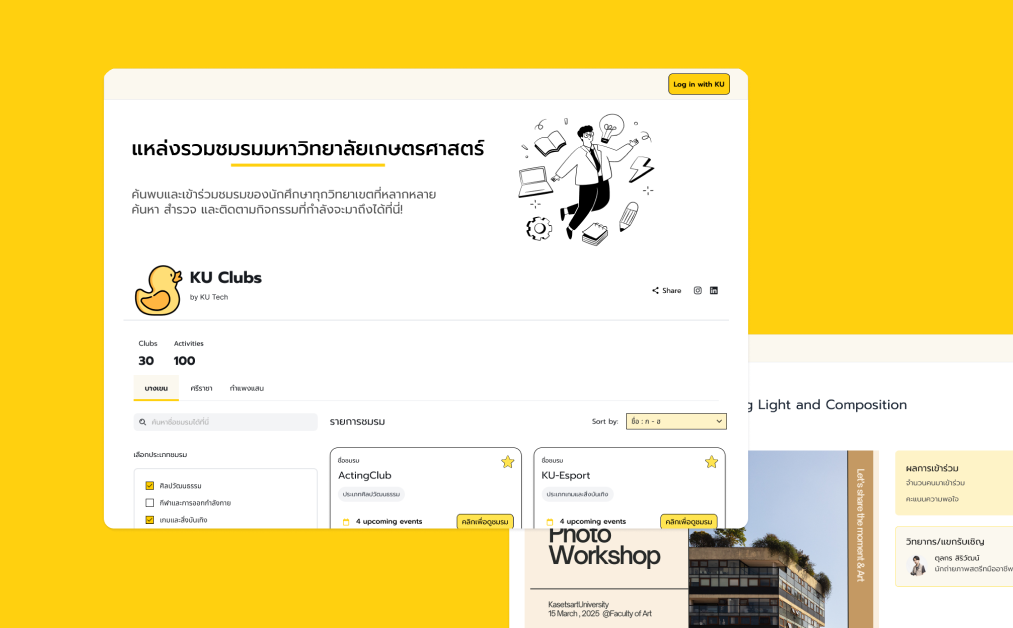 Log in with KU
แหล่งรวมชมรมมหาวิทยาลัยเกษตรศาสตร์
ค้นพบและเข้าร่วมชมรมของนักศึกษาทุกวิทยาเขตที่หลากหลาย
ค้นหา สำรวจ และติดตามกิจกรรมที่กำลังจะมาถึงได้ที่นี่!
KU Clubs
by KU Tech
Share
Clubs
Activities
30
100
บางเขน
ศรีราชา
กำแพงแสน
ค้นหาชื่อชมรมได้ที่นี่
รายการชมรม
Sort by:
ชื่อ : ก - ฮ
เลือกประเภทชมรม
ศิลปวัฒนธรรม
กีฬาและการออกกำลังกาย
เกมและสื่อบันเทิง
ชื่อชมรม
ActingClub
ประเภทศิลปวัฒนธรรม
4 upcoming events
คลิกเพื่อดูชมรม
ชื่อชมรม
KU-Esport
ประเภทเกมและสื่อบันเทิง
4 upcoming events
คลิกเพื่อดูชมรม
g Light and Composition
Photo
Workshop
KasetsartUniversity
15 March , 2025 @Faculty of Art
Let's share the moment & Art
ผลการเข้าร่วม
จำนวนคนมาเข้าร่วม
คะแนนความพอใจ
วิทยากร/แขกรับเชิญ
ตุลกร สิริวัฒน์
นักถ่ายภาพสตรีทมืออาชีพ